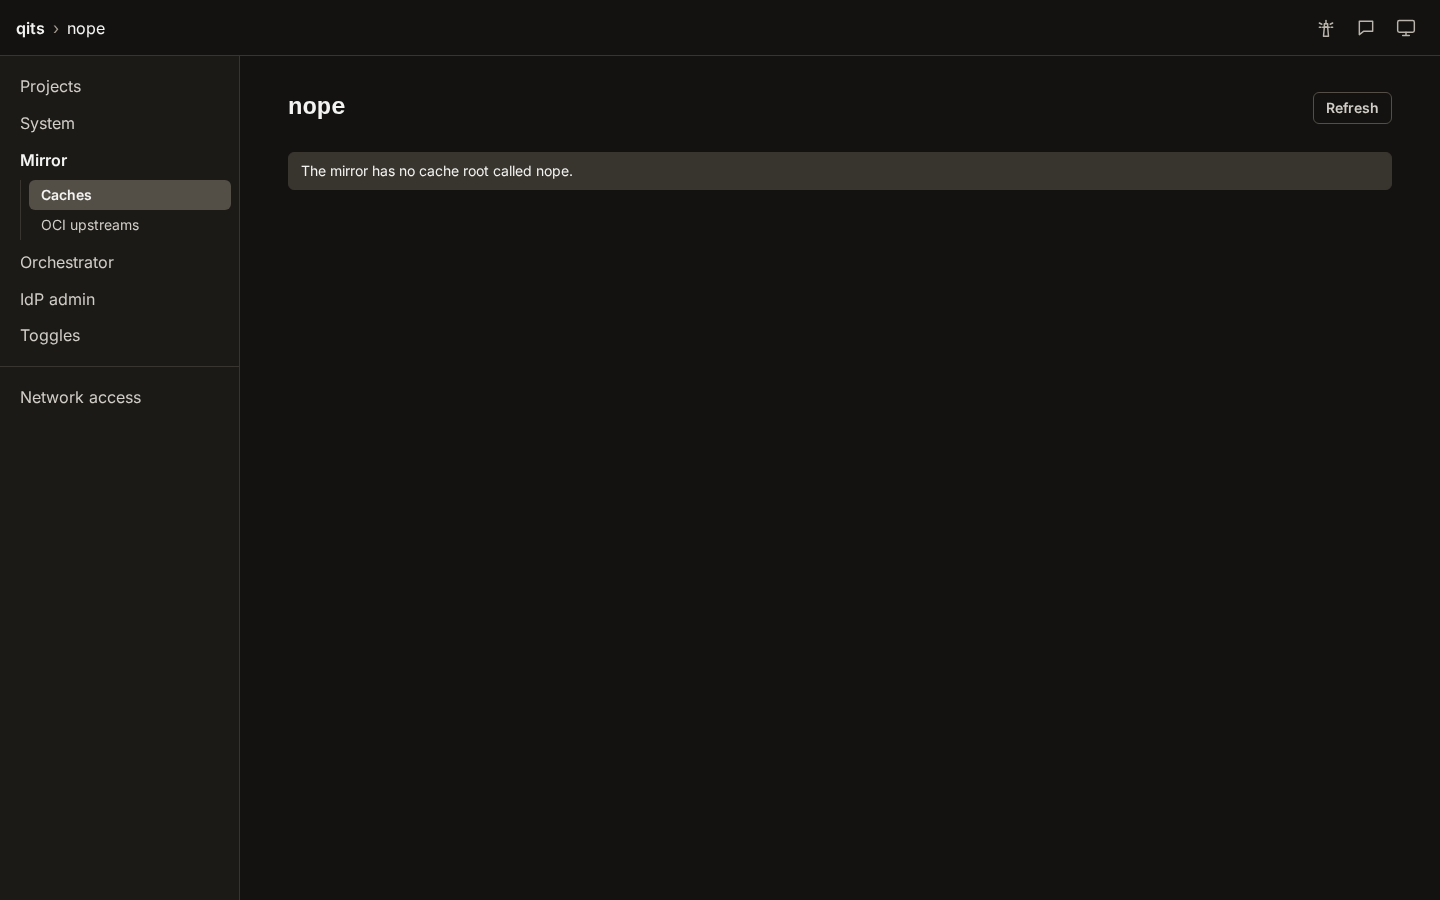 qits › nope
Projects
System
Mirror
Caches
OCI upstreams
Orchestrator
IdP admin
Toggles
Network access
nope
Refresh
The mirror has no cache root called nope.